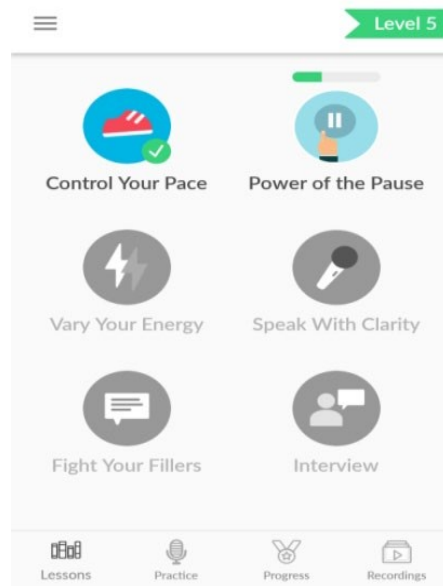 Level 5
Control Your Pace
Power of the Pause
Vary Your Energy
Speak With Clarity
Fight Your Fillers
Interview
Lessons
Practice
Progress
Recordings